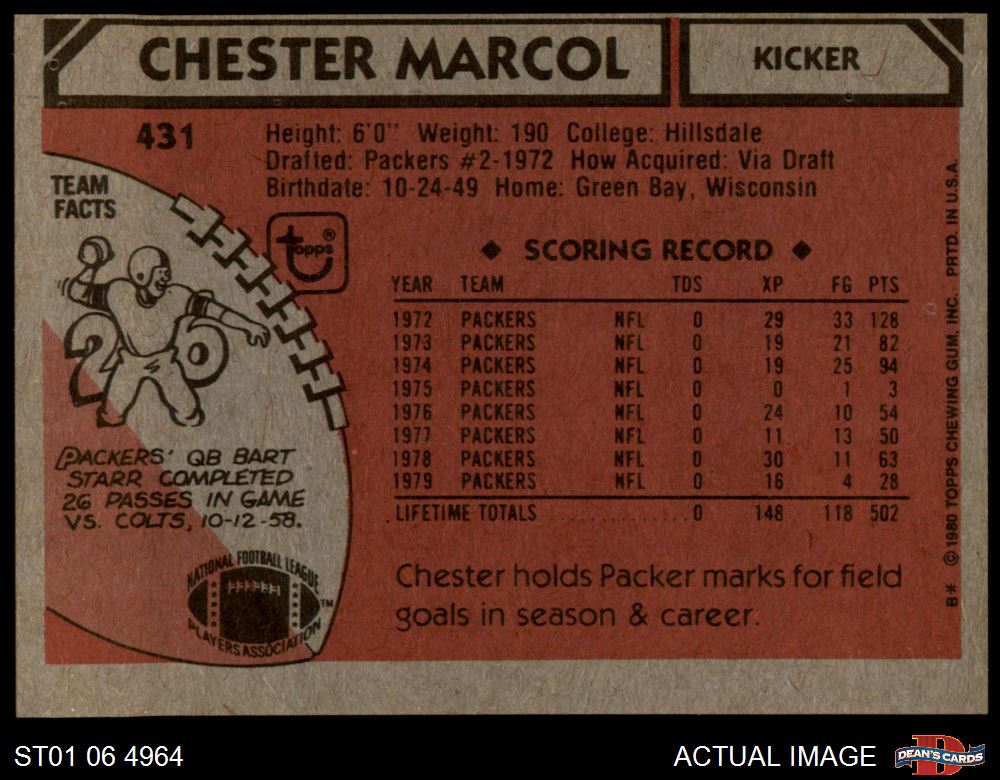 CHESTER MARCOL
KICKER
431
Height: 6'0" Weight: 190 College: Hillsdale
Drafted: Packers #2-1972 How Acquired: Via Draft
Birthdate: 10-24-49 Home: Green Bay, Wisconsin
TEAM
FACTS
topps®
26
PACKERS' QB BART
STARR COMPLETED
26 PASSES IN GAME
VS. COLTS, 10-12-58.
NATIONAL FOOTBALL LEAGUE
PLAYERS ASSOCIATION
TM
◆ SCORING RECORD ◆
YEAR TEAM TDS XP FG PTS
1972 PACKERS NFL 0 29 33 128
1973 PACKERS NFL 0 19 21 82
1974 PACKERS NFL 0 19 25 94
1975 PACKERS NFL 0 0 1 3
1976 PACKERS NFL 0 24 10 54
1977 PACKERS NFL 0 11 13 50
1978 PACKERS NFL 0 30 11 63
1979 PACKERS NFL 0 16 4 28
LIFETIME TOTALS ............ 0 148 118 502
Chester holds Packer marks for field
goals in season & career.
B* © 1980 TOPPS CHEWING GUM, INC. PRTD. IN U.S.A.
ST01 06 4964
ACTUAL IMAGE
D
DEAN'S CARDS